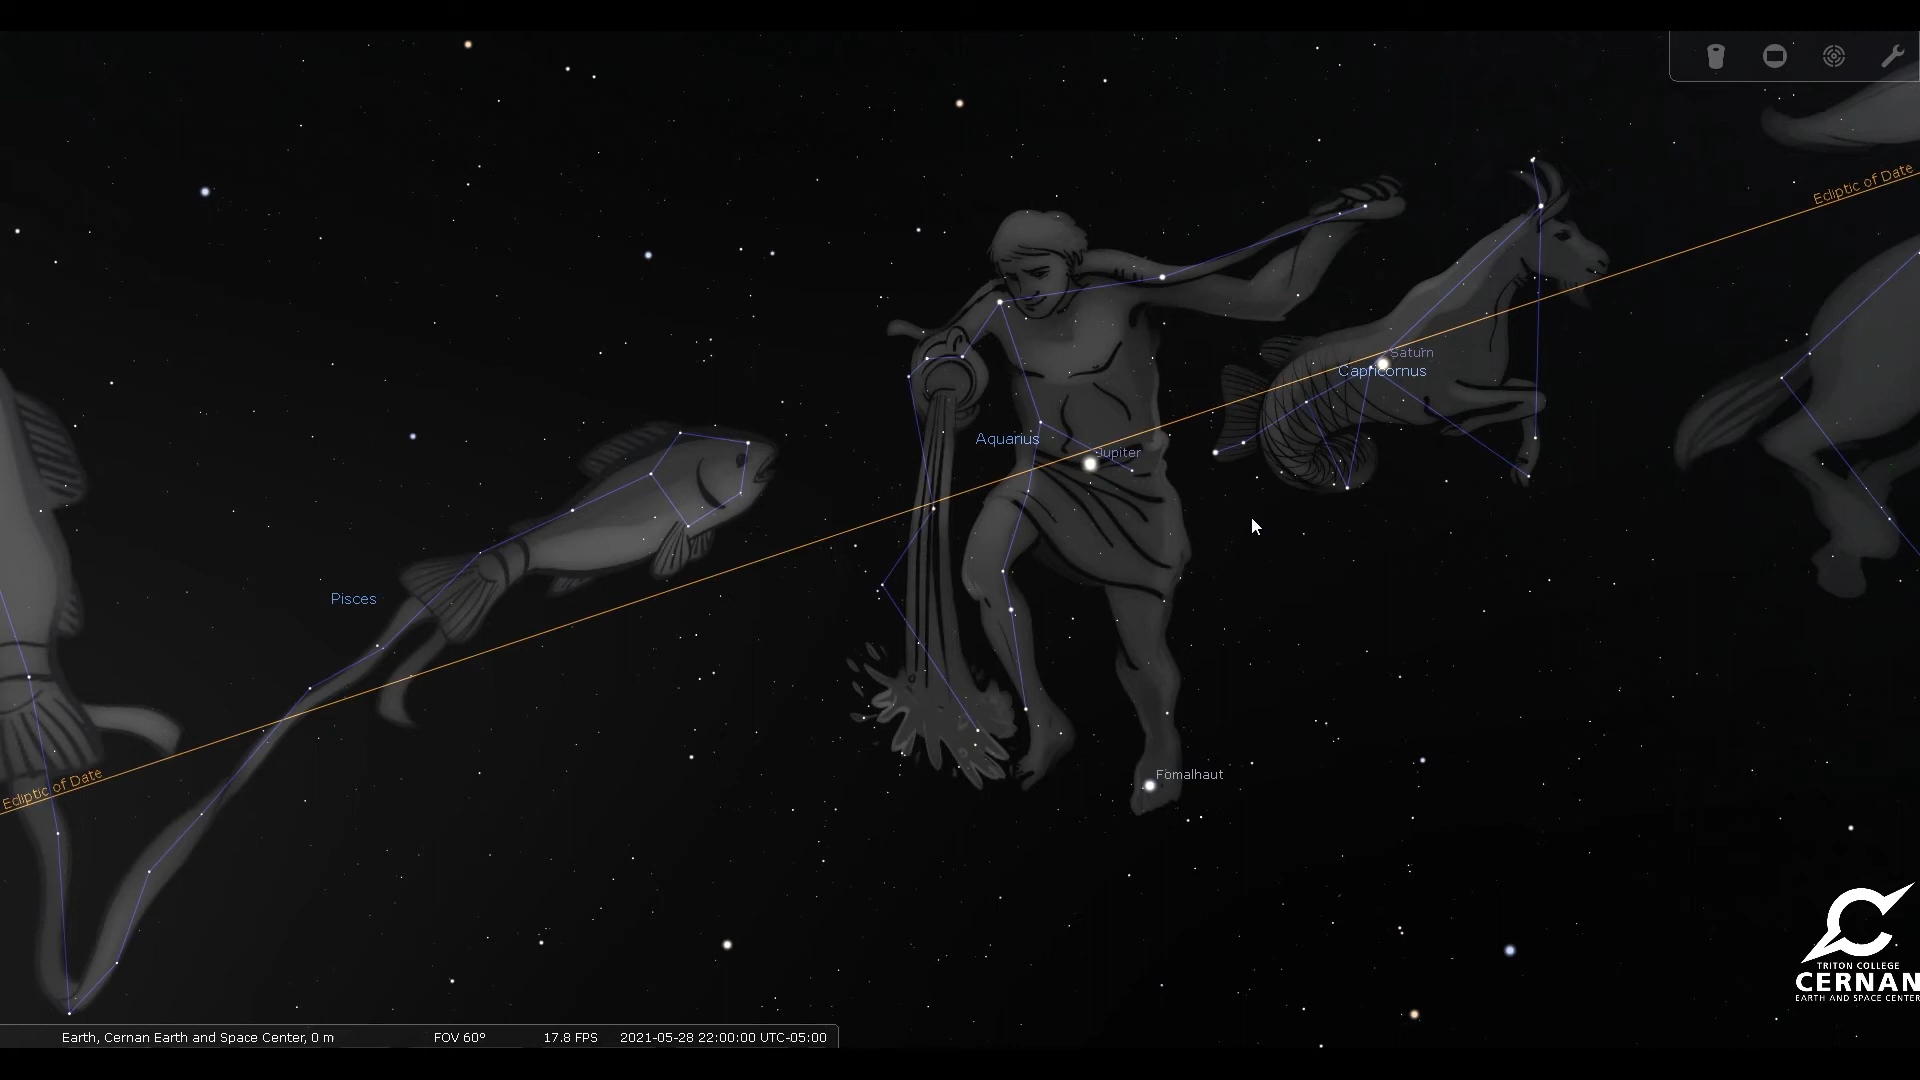 Ecliptic of Date
Saturn
Capricornus
Aquarius
Jupiter
Pisces
Ecliptic of Date
Fomalhaut
TRITON COLLEGE
CERNAN
EARTH AND SPACE CENTER
Earth, Cernan Earth and Space Center, 0 m
FOV 60°
17.8 FPS
2021-05-28 22:00:00 UTC-05:00